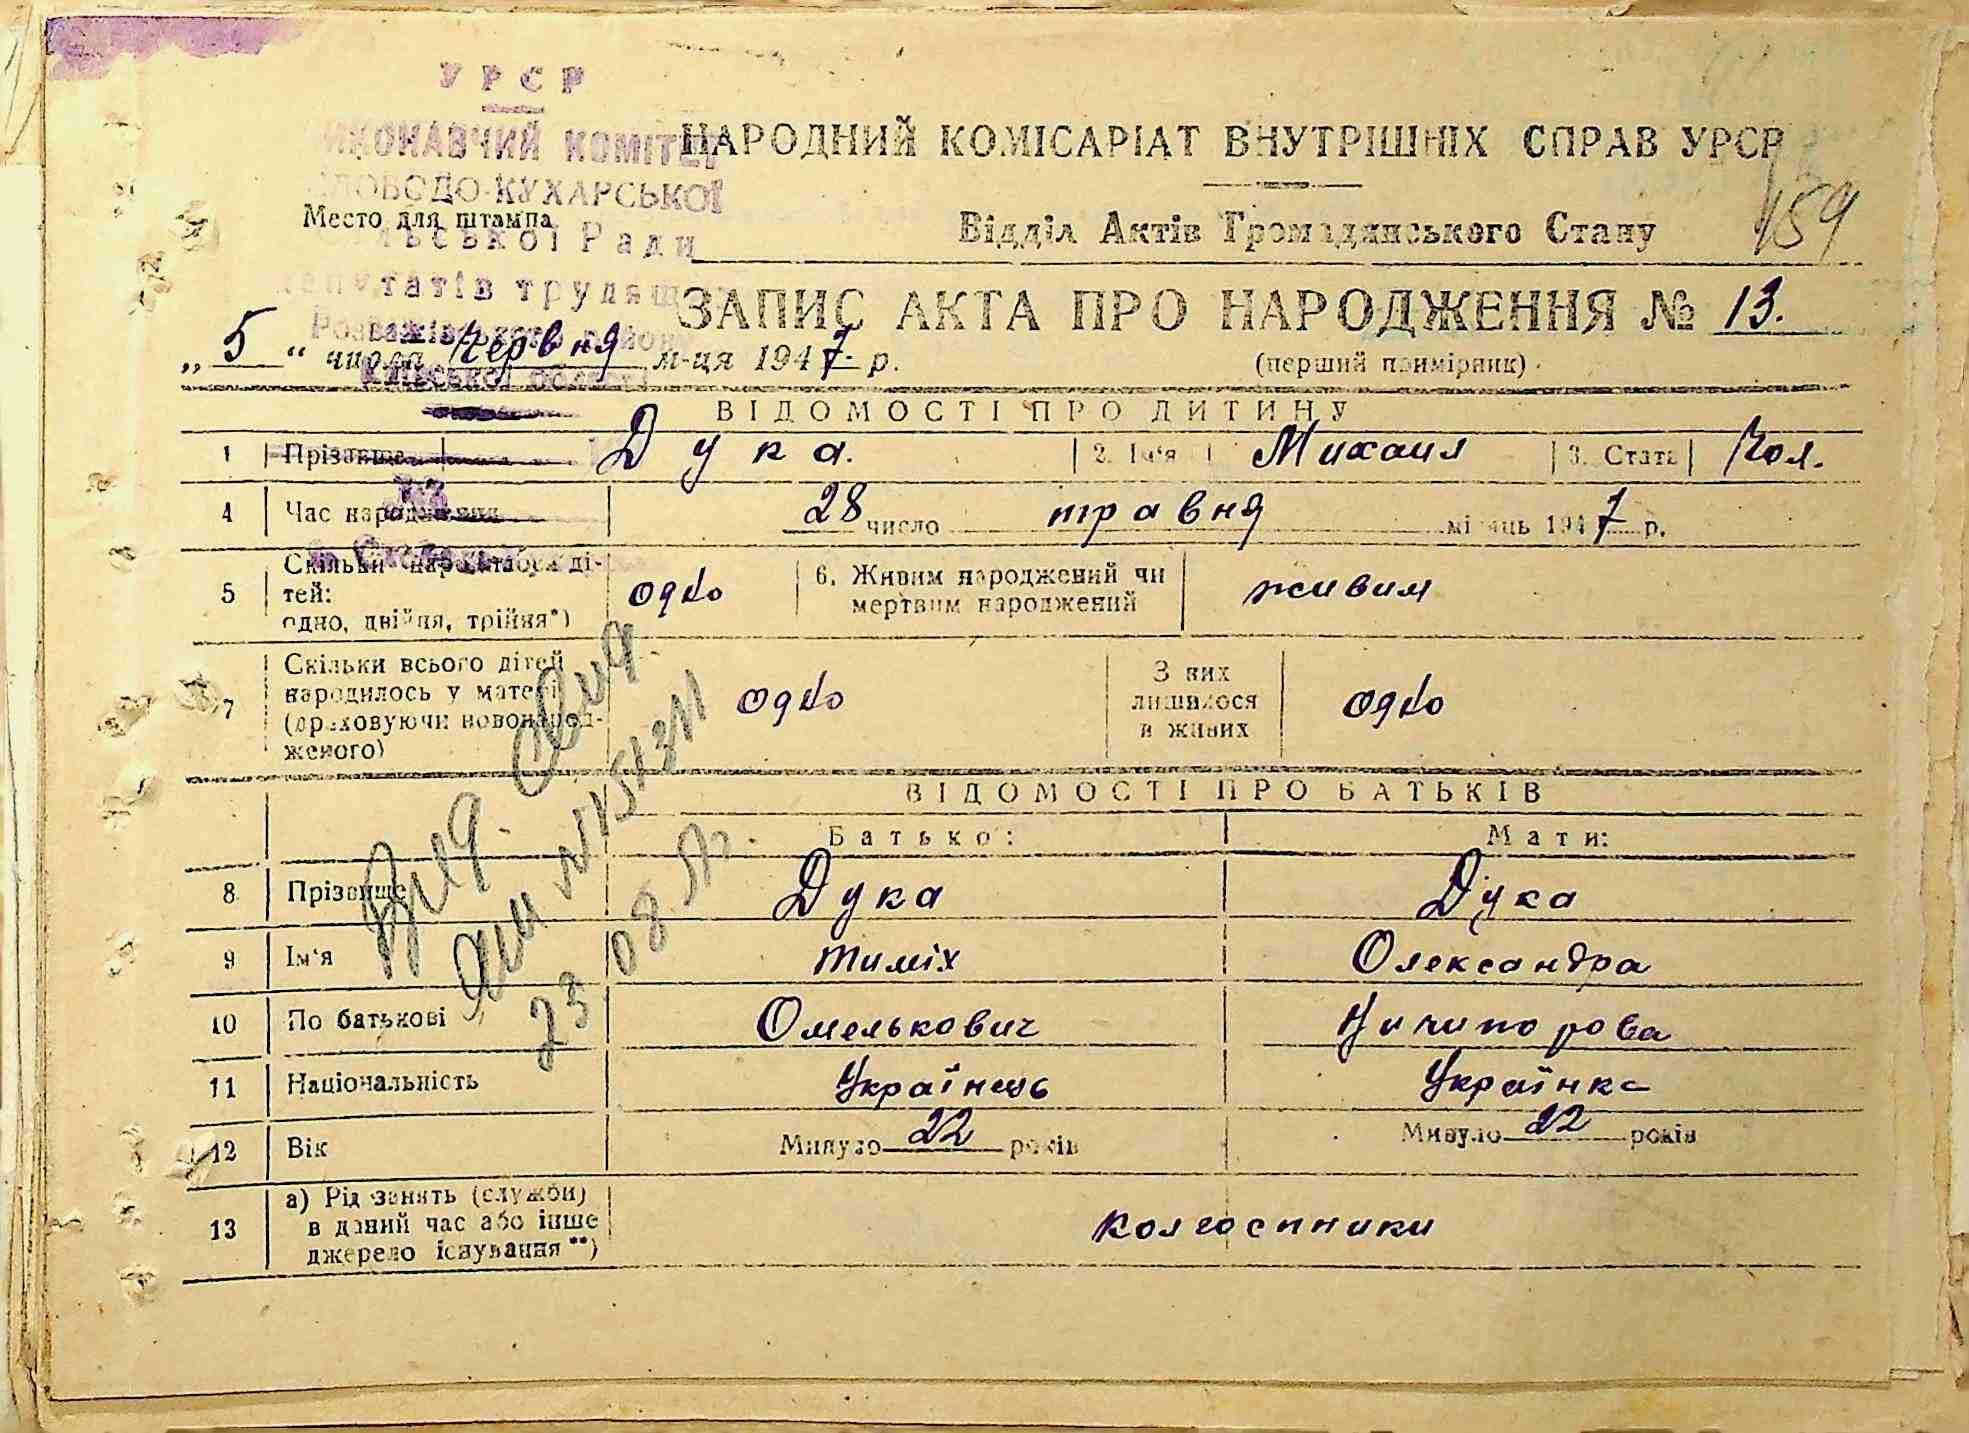 УРСР
ИКОНАВЧИЙ КОМІТЕТ
ЛОБОДО-КУХАРСЬКОЇ
льської Ради
депутатів трудящ
Розважівського району
Київської област
НАРОДНИЙ КОМІСАРІАТ ВНУТРІШНІХ СПРАВ УРСР
159
Место для штампа
Відділ Актів Громадянського Стану
ЗАПИС АКТА ПРО НАРОДЖЕННЯ № 13.
„5“ числа червня м-ця 1947 р.
(перший примірник)
ВІДОМОСТІ ПРО ДИТИНУ
1 Прізвище Дука. 2. Ім'я Михаил 3. Стать Чол.
4 Час народження 28 число травня місяць 1947 р.
5 Скільки народилося дітей: одно, двійня, трійня*) одно 6. Живим народжений чи мертвим народжений живим
7 Скільки всього дітей народилось у матері (враховуючи новонародженого) одно З них лишилося в живих одно
ВІДОМОСТІ ПРО БАТЬКІВ
Батько: Мати:
8 Прізвище Дука Дука
9 Ім'я Тиміх Олександра
10 По батькові Омелькович Ничипорова
11 Національність Українець Українка
12 Вік Минуло 22 років Минуло 22 років
13 а) Рід занять (служби) в даний час або інше джерело існування**) колгоспники